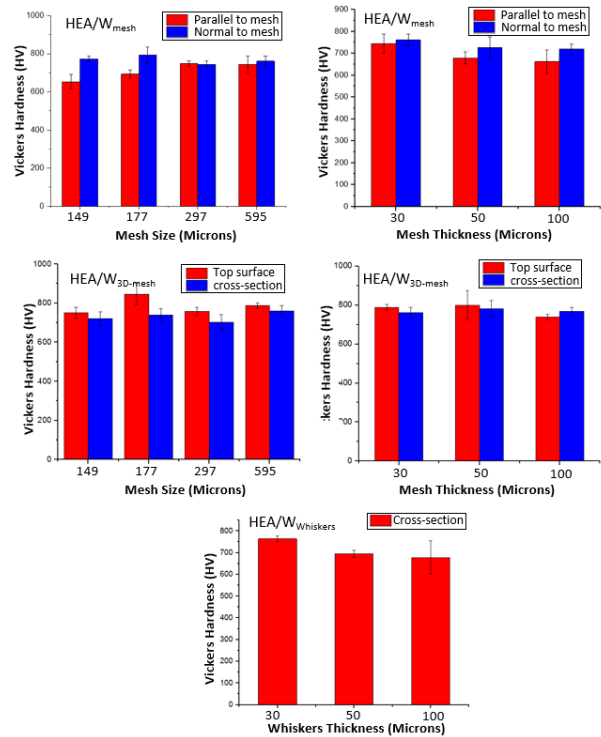 HEA/Wmesh
Parallel to mesh
Normal to mesh
Vickers Hardness (HV)
1000
800
600
400
200
0
149 177 297 595
Mesh Size (Microns)
HEA/Wmesh
Parallel to mesh
Normal to mesh
Vickers Hardness (HV)
900
800
700
600
500
400
300
200
100
0
30 50 100
Mesh Thickness (Microns)
HEA/W3D-mesh
Top surface
cross-section
Vickers Hardness (HV)
1000
800
600
400
200
0
149 177 297 595
Mesh Size (Microns)
HEA/W3D-mesh
Top surface
cross-section
:kers Hardness (HV)
1000
800
600
400
200
0
30 50 100
Mesh Thickness (Microns)
HEA/WWhiskers
Cross-section
Vickers Hardness (HV)
800
700
600
500
400
300
200
100
0
30 50 100
Whiskers Thickness (Microns)